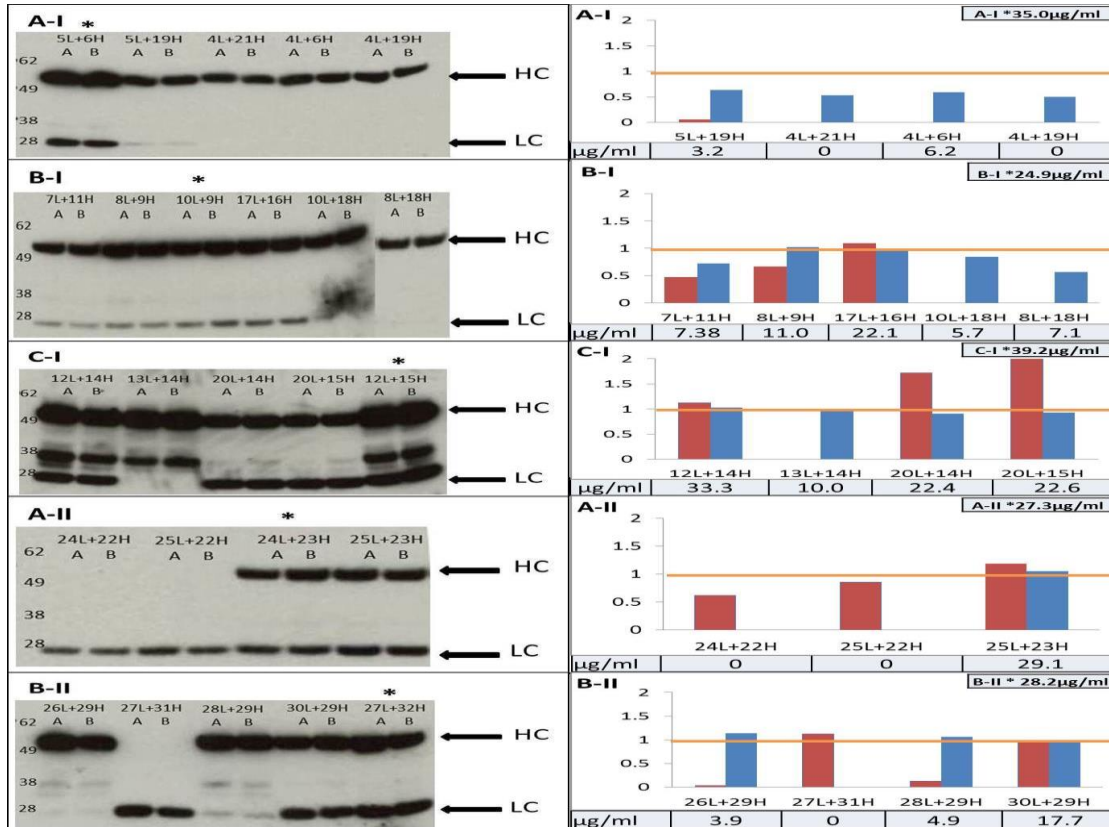 A-I *
5L+6H 5L+19H 4L+21H 4L+6H 4L+19H
A B A B A B A B A B
62
49
38
28
HC
LC
A-I
A-I *35.0µg/ml
2
1.5
1
0.5
0
5L+19H 4L+21H 4L+6H 4L+19H
µg/ml 3.2 0 6.2 0
B-I *
7L+11H 8L+9H 10L+9H 17L+16H 10L+18H 8L+18H
A B A B A B A B A B A B
62
49
38
28
HC
LC
B-I
B-I *24.9µg/ml
2
1.5
1
0.5
0
7L+11H 8L+9H 17L+16H 10L+18H 8L+18H
µg/ml 7.38 11.0 22.1 5.7 7.1
C-I *
12L+14H 13L+14H 20L+14H 20L+15H 12L+15H
A B A B A B A B A B
62
49
38
28
HC
LC
C-I
C-I *39.2µg/ml
2
1.5
1
0.5
0
12L+14H 13L+14H 20L+14H 20L+15H
µg/ml 33.3 10.0 22.4 22.6
A-II *
24L+22H 25L+22H 24L+23H 25L+23H
A B A B A B A B
62
49
38
28
HC
LC
A-II
A-II *27.3µg/ml
2
1.5
1
0.5
0
24L+22H 25L+22H 25L+23H
µg/ml 0 0 29.1
B-II *
26L+29H 27L+31H 28L+29H 30L+29H 27L+32H
A B A B A B A B A B
62
49
38
28
HC
LC
B-II
B-II * 28.2µg/ml
2
1.5
1
0.5
0
26L+29H 27L+31H 28L+29H 30L+29H
µg/ml 3.9 0 4.9 17.7